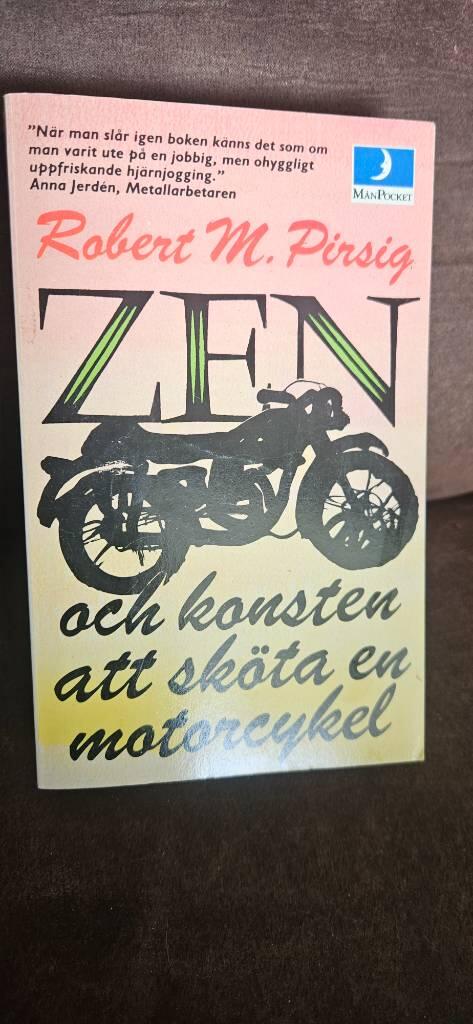 "När man slår igen boken känns det som om
man varit ute på en jobbig, men ohyggligt
uppfriskande hjärnjogging."
Anna Jerdén, Metallarbetaren
MÅNPOCKET
Robert M. Pirsig
ZEN
och konsten
att sköta en
motorcykel